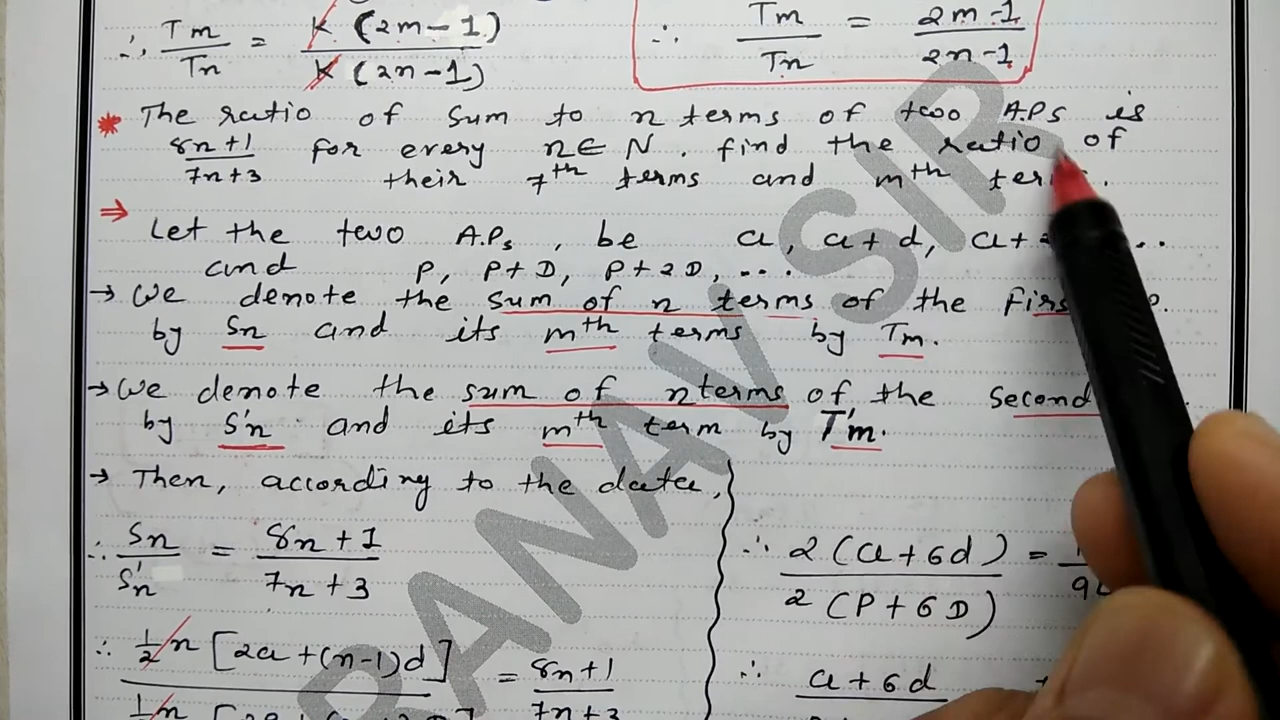 ∴ Tm/Tn = K (2m-1)/K (2n-1)
∴ Tm/Tn = 2m-1/2n-1
* The ratio of sum to n terms of two A.Ps is
8n+1/7n+3 for every n∈N. find the ratio of
their 7th terms and mth
⇒ Let the two A.Ps, be a, a+d, ..
and P, P+D, P+2D, ...
→ We denote the sum of n terms of the
by Sn and its mth terms by Tm.
→ We denote the sum of n terms of the second
by S'n and its mth term by T'm.
→ Then, according to the data,
∴ Sn/S'n = 8n+1/7n+3
∴ 1/2 n [2a+(n-1)d] = 8n+1/7n+3
1/2 n
∴ 2(a+6d)/2(P+6D) =
∴ a+6d
PRANAV SIR